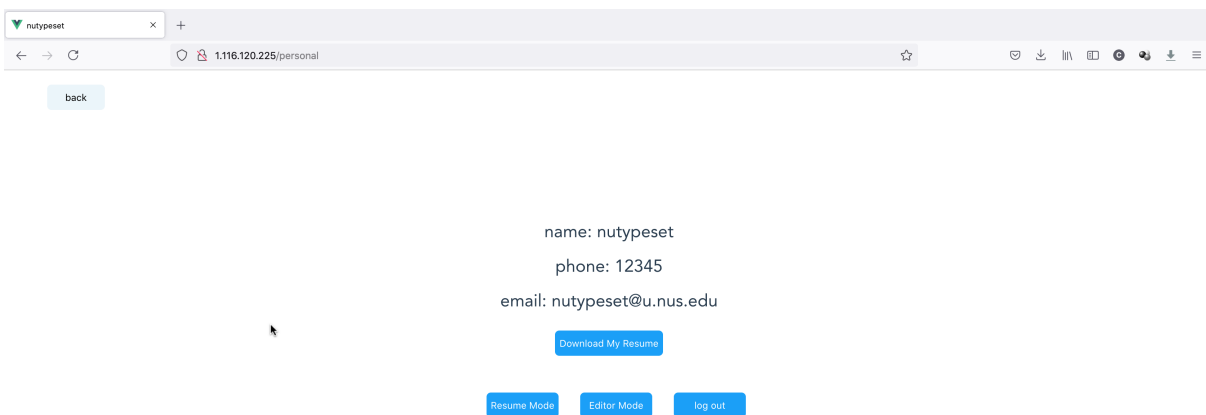 nutypeset
1.116.120.225/personal
back
name: nutypeset
phone: 12345
email: nutypeset@u.nus.edu
Download My Resume
Resume Mode Editor Mode log out